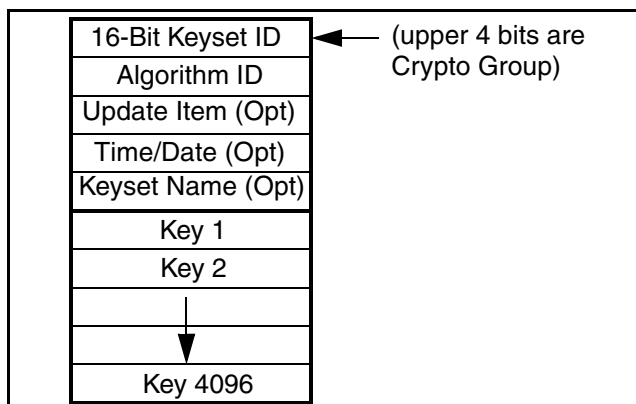 16-Bit Keyset ID
(upper 4 bits are
Crypto Group)
Algorithm ID
Update Item (Opt)
Time/Date (Opt)
Keyset Name (Opt)
Key 1
Key 2
Key 4096